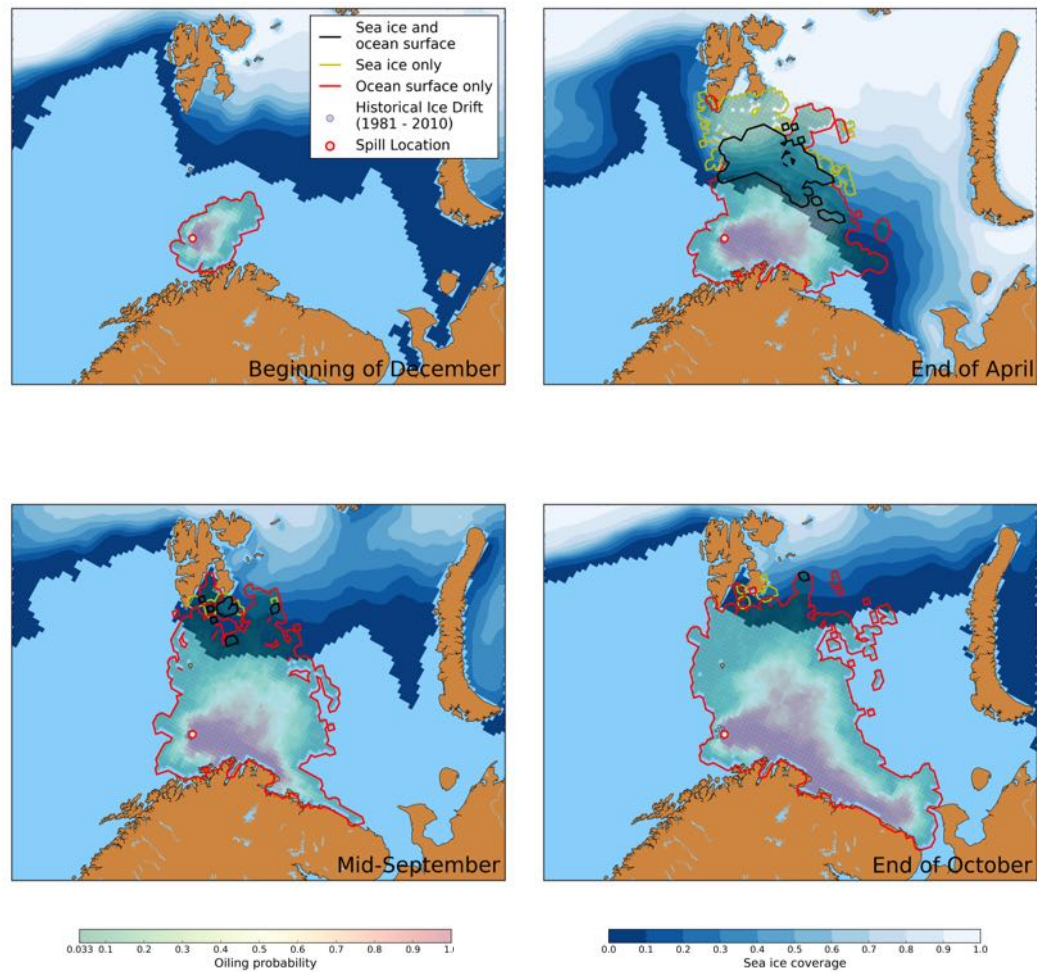 Sea ice and
ocean surface
Sea ice only
Ocean surface only
Historical Ice Drift
(1981 - 2010)
Spill Location
Beginning of December
End of April
Mid-September
End of October
0.033 0.1 0.2 0.3 0.4 0.5 0.6 0.7 0.8 0.9 1.0
Oiling probability
0.0 0.1 0.2 0.3 0.4 0.5 0.6 0.7 0.8 0.9 1.0
Sea ice coverage